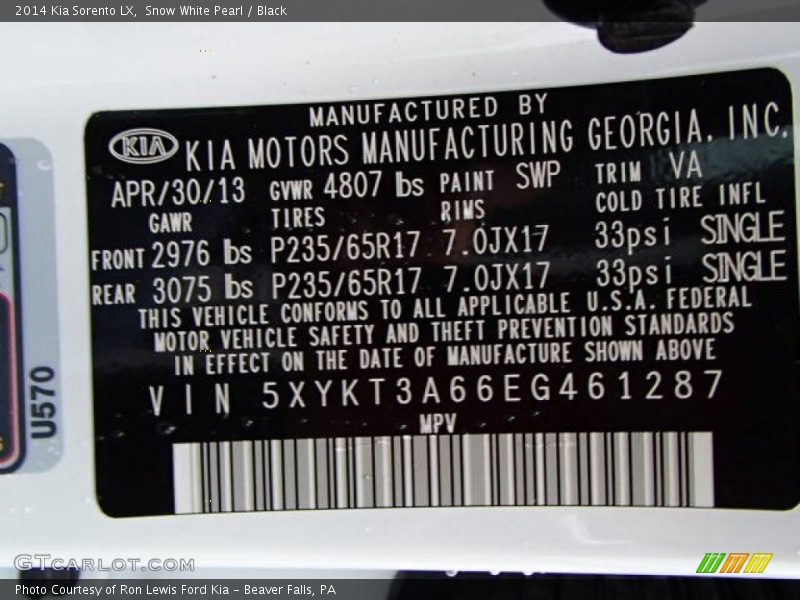 2014 Kia Sorento LX, Snow White Pearl / Black
MANUFACTURED BY
KIA KIA MOTORS MANUFACTURING GEORGIA, INC.
APR/30/13 GVWR 4807 lbs PAINT SWP TRIM VA
GAWR TIRES RIMS COLD TIRE INFL
FRONT 2976 lbs P235/65R17 7.0JX17 33psi SINGLE
REAR 3075 lbs P235/65R17 7.0JX17 33psi SINGLE
THIS VEHICLE CONFORMS TO ALL APPLICABLE U.S.A. FEDERAL
MOTOR VEHICLE SAFETY AND THEFT PREVENTION STANDARDS
IN EFFECT ON THE DATE OF MANUFACTURE SHOWN ABOVE
VIN 5XYKT3A66EG461287
MPV
U570
GTCARLOT.COM
Photo Courtesy of Ron Lewis Ford Kia - Beaver Falls, PA